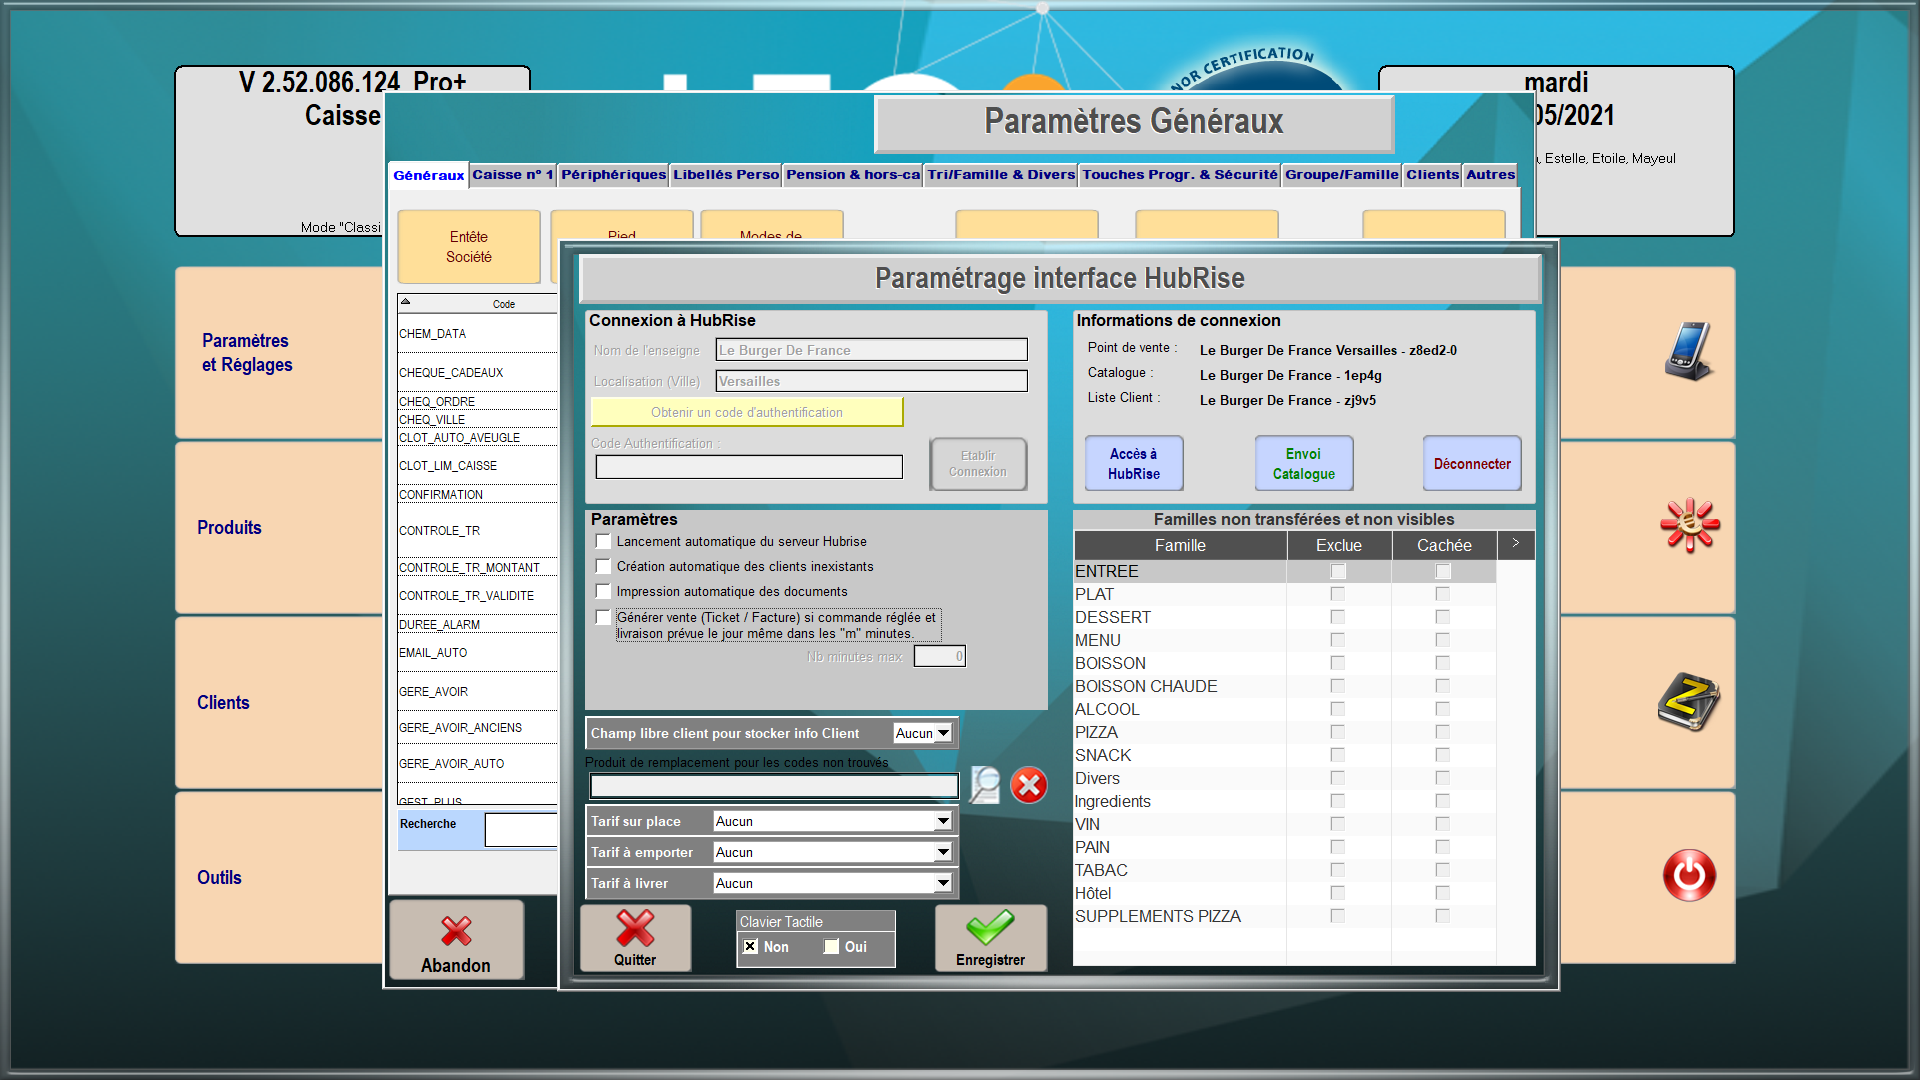 V 2.52.086.124 Pro+
Caisse
Mode "Classi
NOR CERTIFICATION
mardi
05/2021
Estelle, Etoile, Mayeul
Paramètres Généraux
Généraux
Caisse n° 1
Périphériques
Libellés Perso
Pension & hors-ca
Tri/Famille & Divers
Touches Progr. & Sécurité
Groupe/Famille
Clients
Autres
Entête
Société
Pied
Modes de
Code
CHEM_DATA
CHEQUE_CADEAUX
CHEQ_ORDRE
CHEQ_VILLE
CLOT_AUTO_AVEUGLE
CLOT_LIM_CAISSE
CONFIRMATION
CONTROLE_TR
CONTROLE_TR_MONTANT
CONTROLE_TR_VALIDITE
DUREE_ALARM
EMAIL_AUTO
GERE_AVOIR
GERE_AVOIR_ANCIENS
GERE_AVOIR_AUTO
GEST_PLUS
Recherche
Abandon
Paramètres
et Réglages
Produits
Clients
Outils
Paramétrage interface HubRise
Connexion à HubRise
Nom de l'enseigne
Le Burger De France
Localisation (Ville)
Versailles
Obtenir un code d'authentification
Code Authentification :
Etablir
Connexion
Paramètres
Lancement automatique du serveur Hubrise
Création automatique des clients inexistants
Impression automatique des documents
Générer vente (Ticket / Facture) si commande réglée et
livraison prévue le jour même dans les "m" minutes.
Nb minutes max
0
Champ libre client pour stocker info Client
Aucun
Produit de remplacement pour les codes non trouvés
Tarif sur place
Aucun
Tarif à emporter
Aucun
Tarif à livrer
Aucun
Quitter
Clavier Tactile
Non
Oui
Enregistrer
Informations de connexion
Point de vente :
Le Burger De France Versailles - z8ed2-0
Catalogue :
Le Burger De France - 1ep4g
Liste Client :
Le Burger De France - zj9v5
Accès à
HubRise
Envoi
Catalogue
Déconnecter
Familles non transférées et non visibles
Famille
Exclue
Cachée
>
ENTREE
PLAT
DESSERT
MENU
BOISSON
BOISSON CHAUDE
ALCOOL
PIZZA
SNACK
Divers
Ingredients
VIN
PAIN
TABAC
Hôtel
SUPPLEMENTS PIZZA